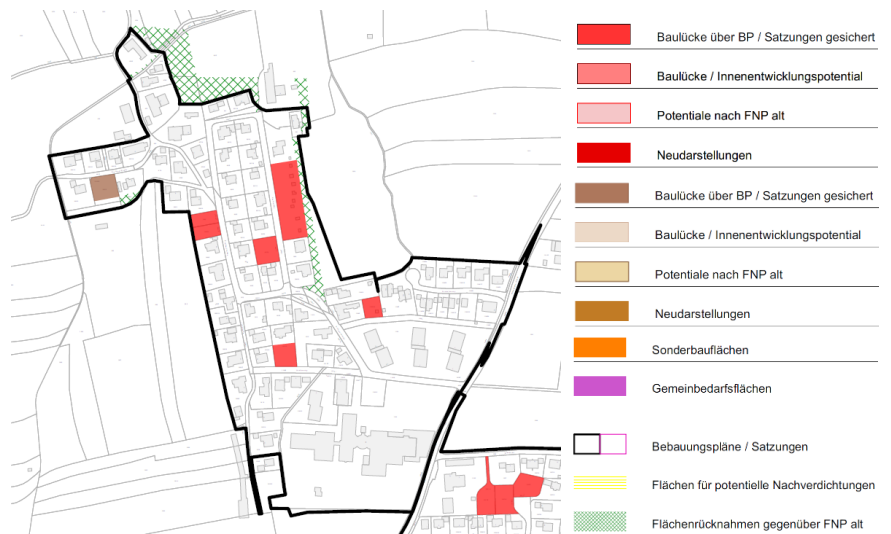 Baulücke über BP / Satzungen gesichert
Baulücke / Innenentwicklungspotential
Potentiale nach FNP alt
Neudarstellungen
Baulücke über BP / Satzungen gesichert
Baulücke / Innenentwicklungspotential
Potentiale nach FNP alt
Neudarstellungen
Sonderbauflächen
Gemeinbedarfsflächen
Bebauungspläne / Satzungen
Flächen für potentielle Nachverdichtungen
Flächenrücknahmen gegenüber FNP alt